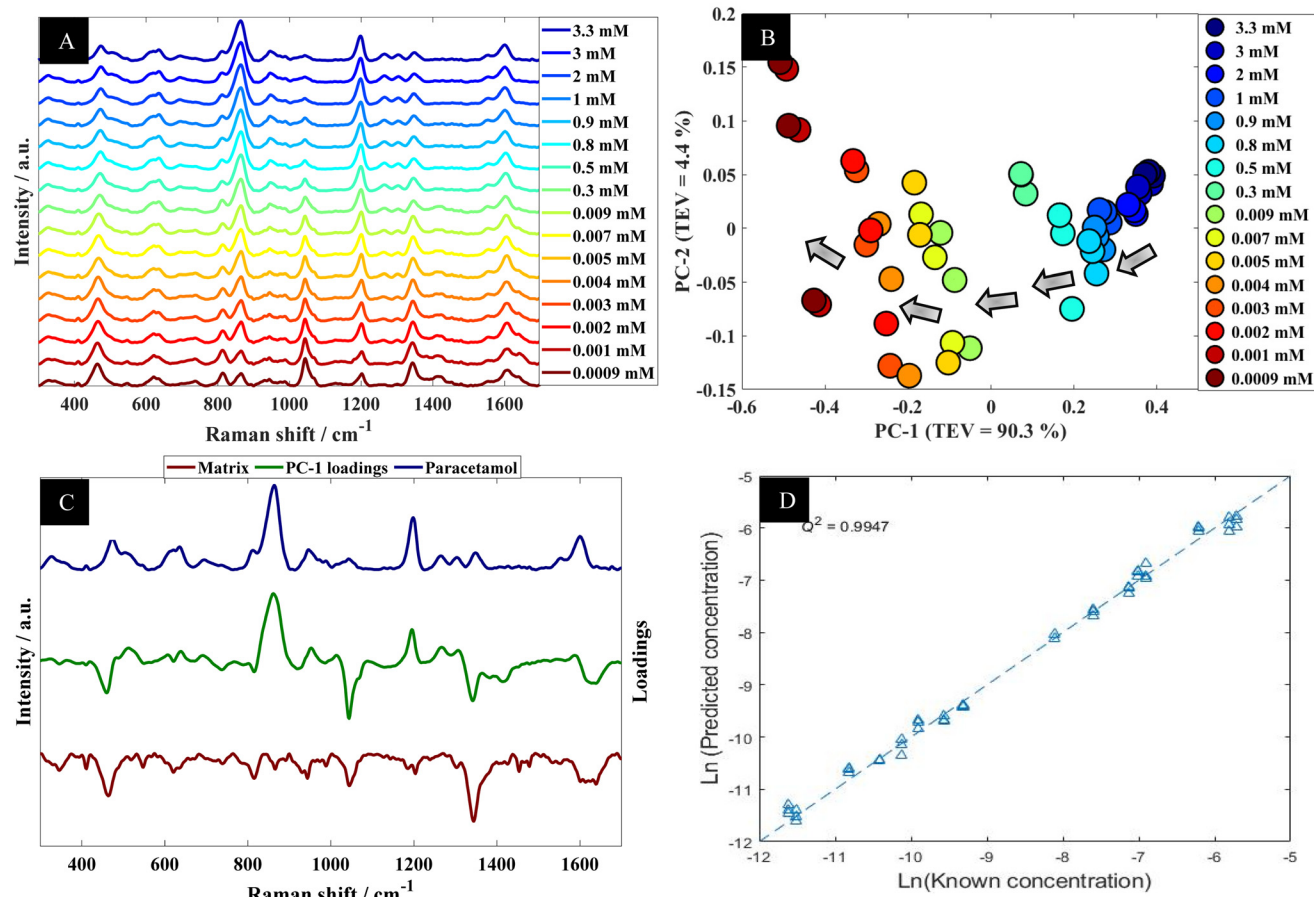 A
3.3 mM
3 mM
2 mM
1 mM
0.9 mM
0.8 mM
0.5 mM
0.3 mM
0.009 mM
0.007 mM
0.005 mM
0.004 mM
0.003 mM
0.002 mM
0.001 mM
0.0009 mM
Intensity / a.u.
400 600 800 1000 1200 1400 1600
Raman shift / cm-1
B
0.2
0.15
0.1
0.05
0
-0.05
-0.1
-0.15
PC-2 (TEV = 4.4 %)
-0.6 -0.4 -0.2 0 0.2 0.4
PC-1 (TEV = 90.3 %)
3.3 mM
3 mM
2 mM
1 mM
0.9 mM
0.8 mM
0.5 mM
0.3 mM
0.009 mM
0.007 mM
0.005 mM
0.004 mM
0.003 mM
0.002 mM
0.001 mM
0.0009 mM
Matrix PC-1 loadings Paracetamol
C
Intensity / a.u.
Loadings
400 600 800 1000 1200 1400 1600
Raman shift / cm-1
D
Q2 = 0.9947
-5
-6
-7
-8
-9
-10
-11
-12
Ln (Predicted concentration)
-12 -11 -10 -9 -8 -7 -6 -5
Ln(Known concentration)